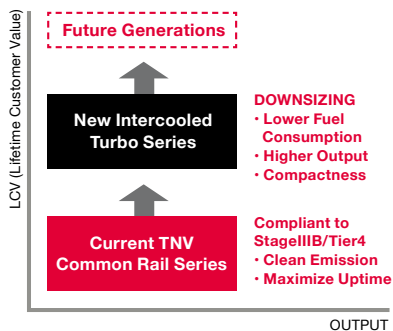 LCV (Lifetime Customer Value)
Future Generations
New Intercooled
Turbo Series
DOWNSIZING
・Lower Fuel
Consumption
・Higher Output
・Compactness
Current TNV
Common Rail Series
Compliant to
StageIIIB/Tier4
・Clean Emission
・Maximize Uptime
OUTPUT